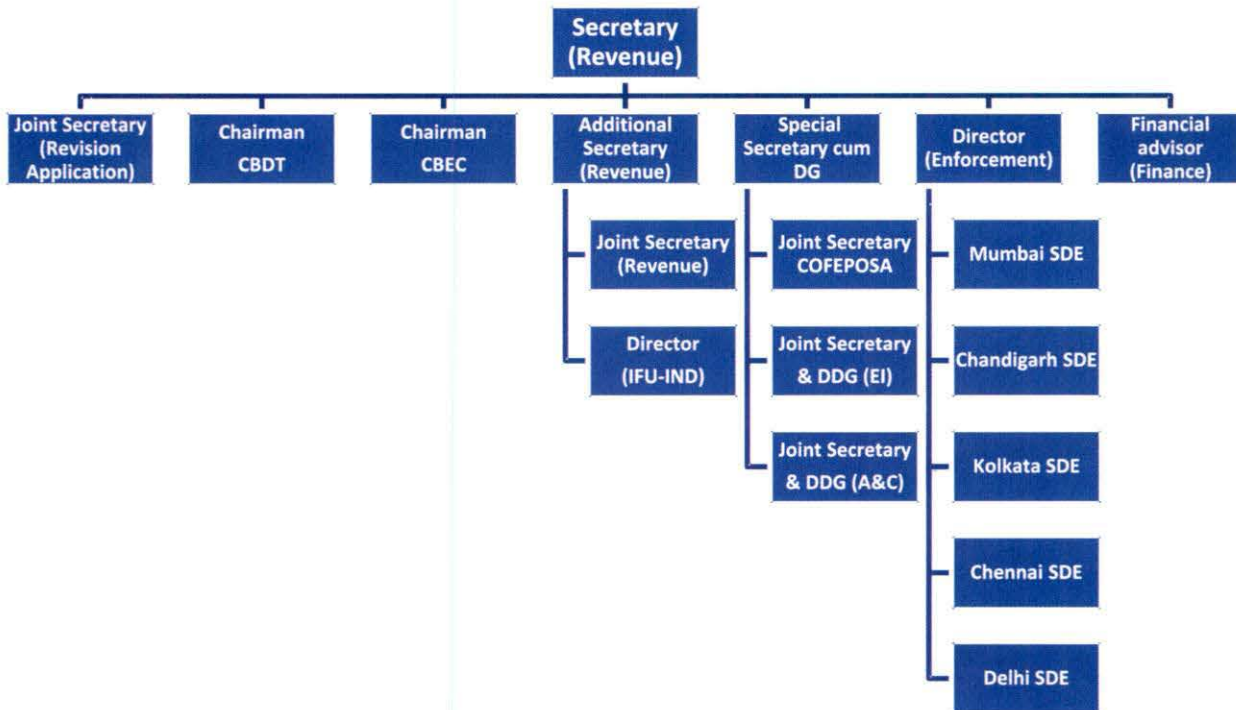 Secretary
(Revenue)
Joint Secretary
(Revision
Application)
Chairman
CBDT
Chairman
CBEC
Additional
Secretary
(Revenue)
Special
Secretary cum
DG
Director
(Enforcement)
Financial
advisor
(Finance)
Joint Secretary
(Revenue)
Director
(IFU-IND)
Joint Secretary
COFEPOSA
Joint Secretary
& DDG (EI)
Joint Secretary
& DDG (A&C)
Mumbai SDE
Chandigarh SDE
Kolkata SDE
Chennai SDE
Delhi SDE